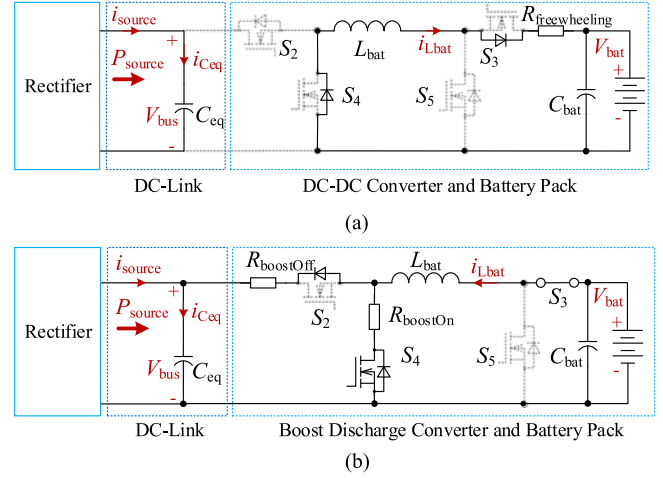 i_source
P_source
i_Ceq
Rectifier
+
V_bus
-
C_eq
S_2
L_bat
i_Lbat
S_3
R_freewheeling
V_bat
+
S_4
S_5
C_bat
-
DC-Link
DC-DC Converter and Battery Pack
(a)
i_source
P_source
i_Ceq
Rectifier
+
V_bus
-
C_eq
R_boostOff
S_2
L_bat
i_Lbat
S_3
V_bat
+
R_boostOn
S_4
S_5
C_bat
-
DC-Link
Boost Discharge Converter and Battery Pack
(b)